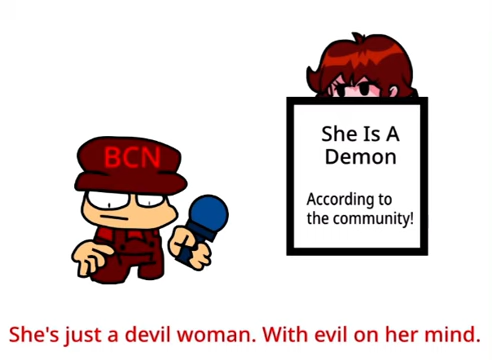 BCN
She Is A
Demon
According to
the community!
She's just a devil woman. With evil on her mind.